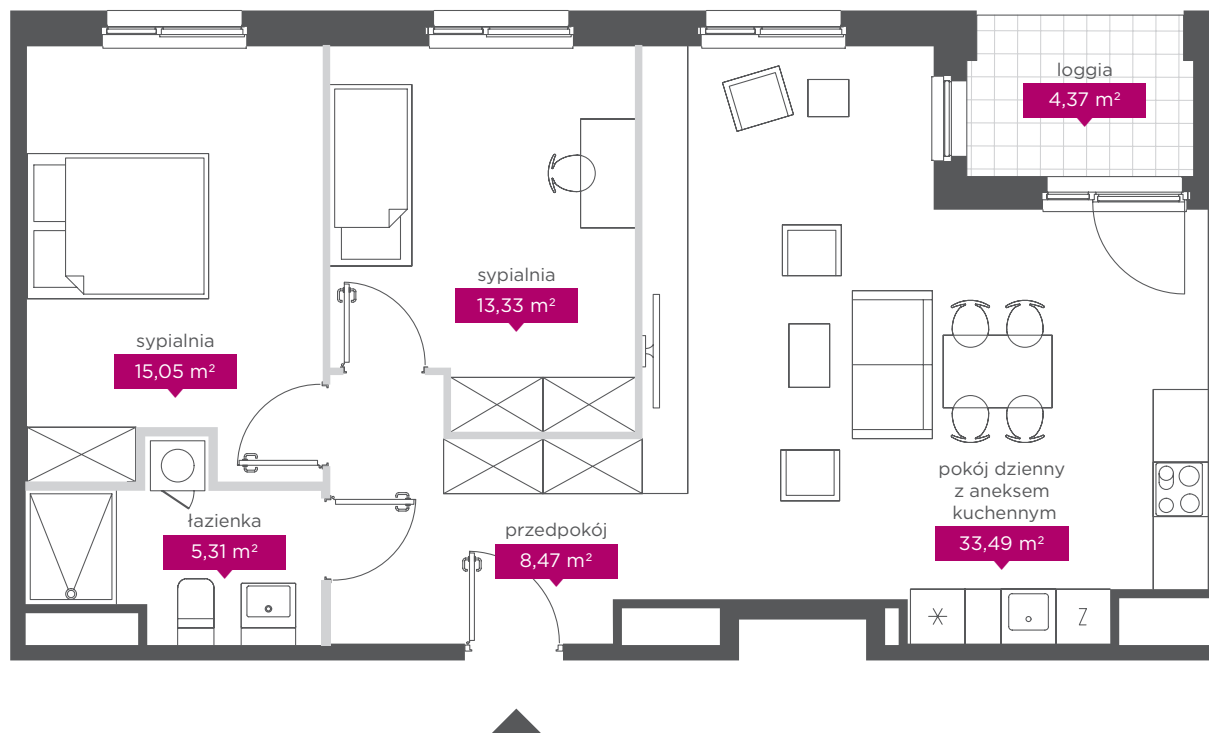 loggia
4,37 m²
sypialnia
13,33 m²
sypialnia
15,05 m²
pokój dzienny
z aneksem
kuchennym
33,49 m²
łazienka
5,31 m²
przedpokój
8,47 m²
Z